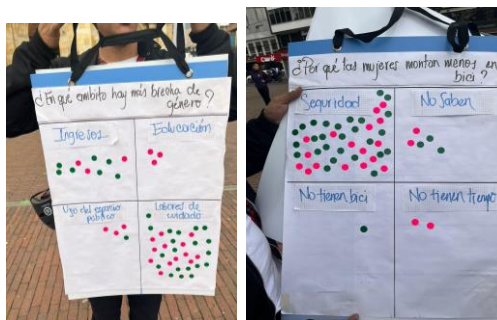 ¿En qué ambito hay más brecha de
género?
Ingresos
Educación
Uso del espacio
público
Labores de
cuidado
¿Por qué las mujeres montan menos en
bici?
Seguridad
No Saben
No tienen bici
No tienen tiempo